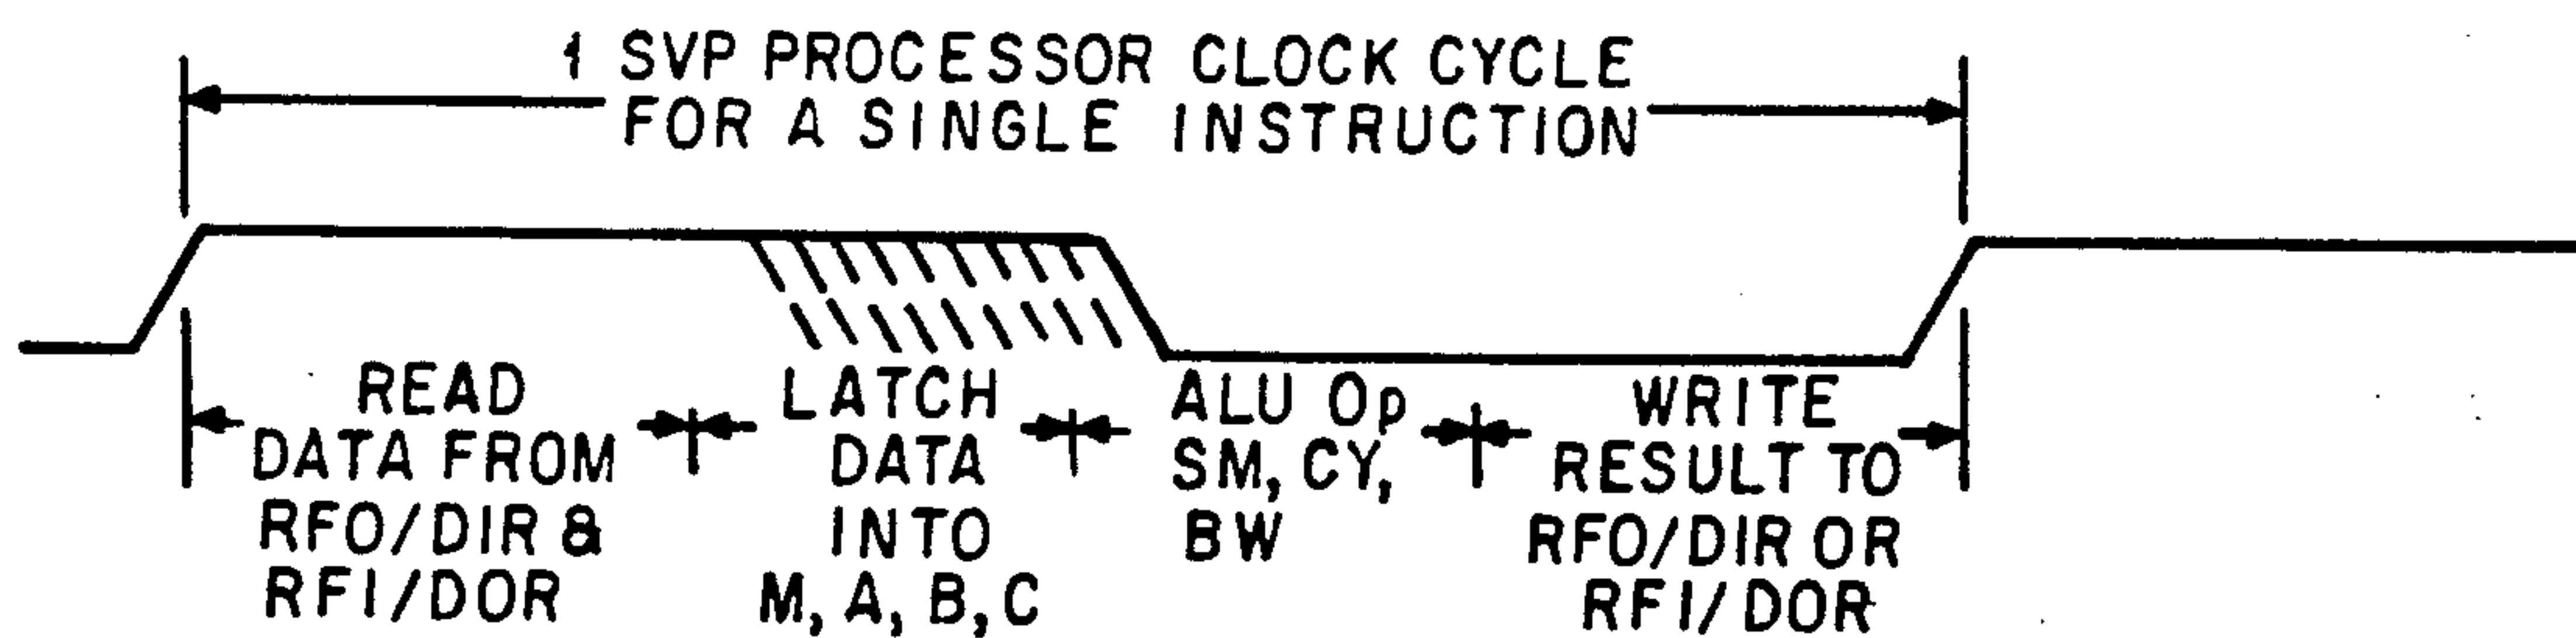 1 SVP PROCESSOR CLOCK CYCLE
FOR A SINGLE INSTRUCTION
READ
DATA FROM
RFO/DIR &
RFI/DOR
LATCH
DATA
INTO
M, A, B, C
ALU Op
SM, CY,
BW
WRITE
RESULT TO
RFO/DIR OR
RFI/DOR